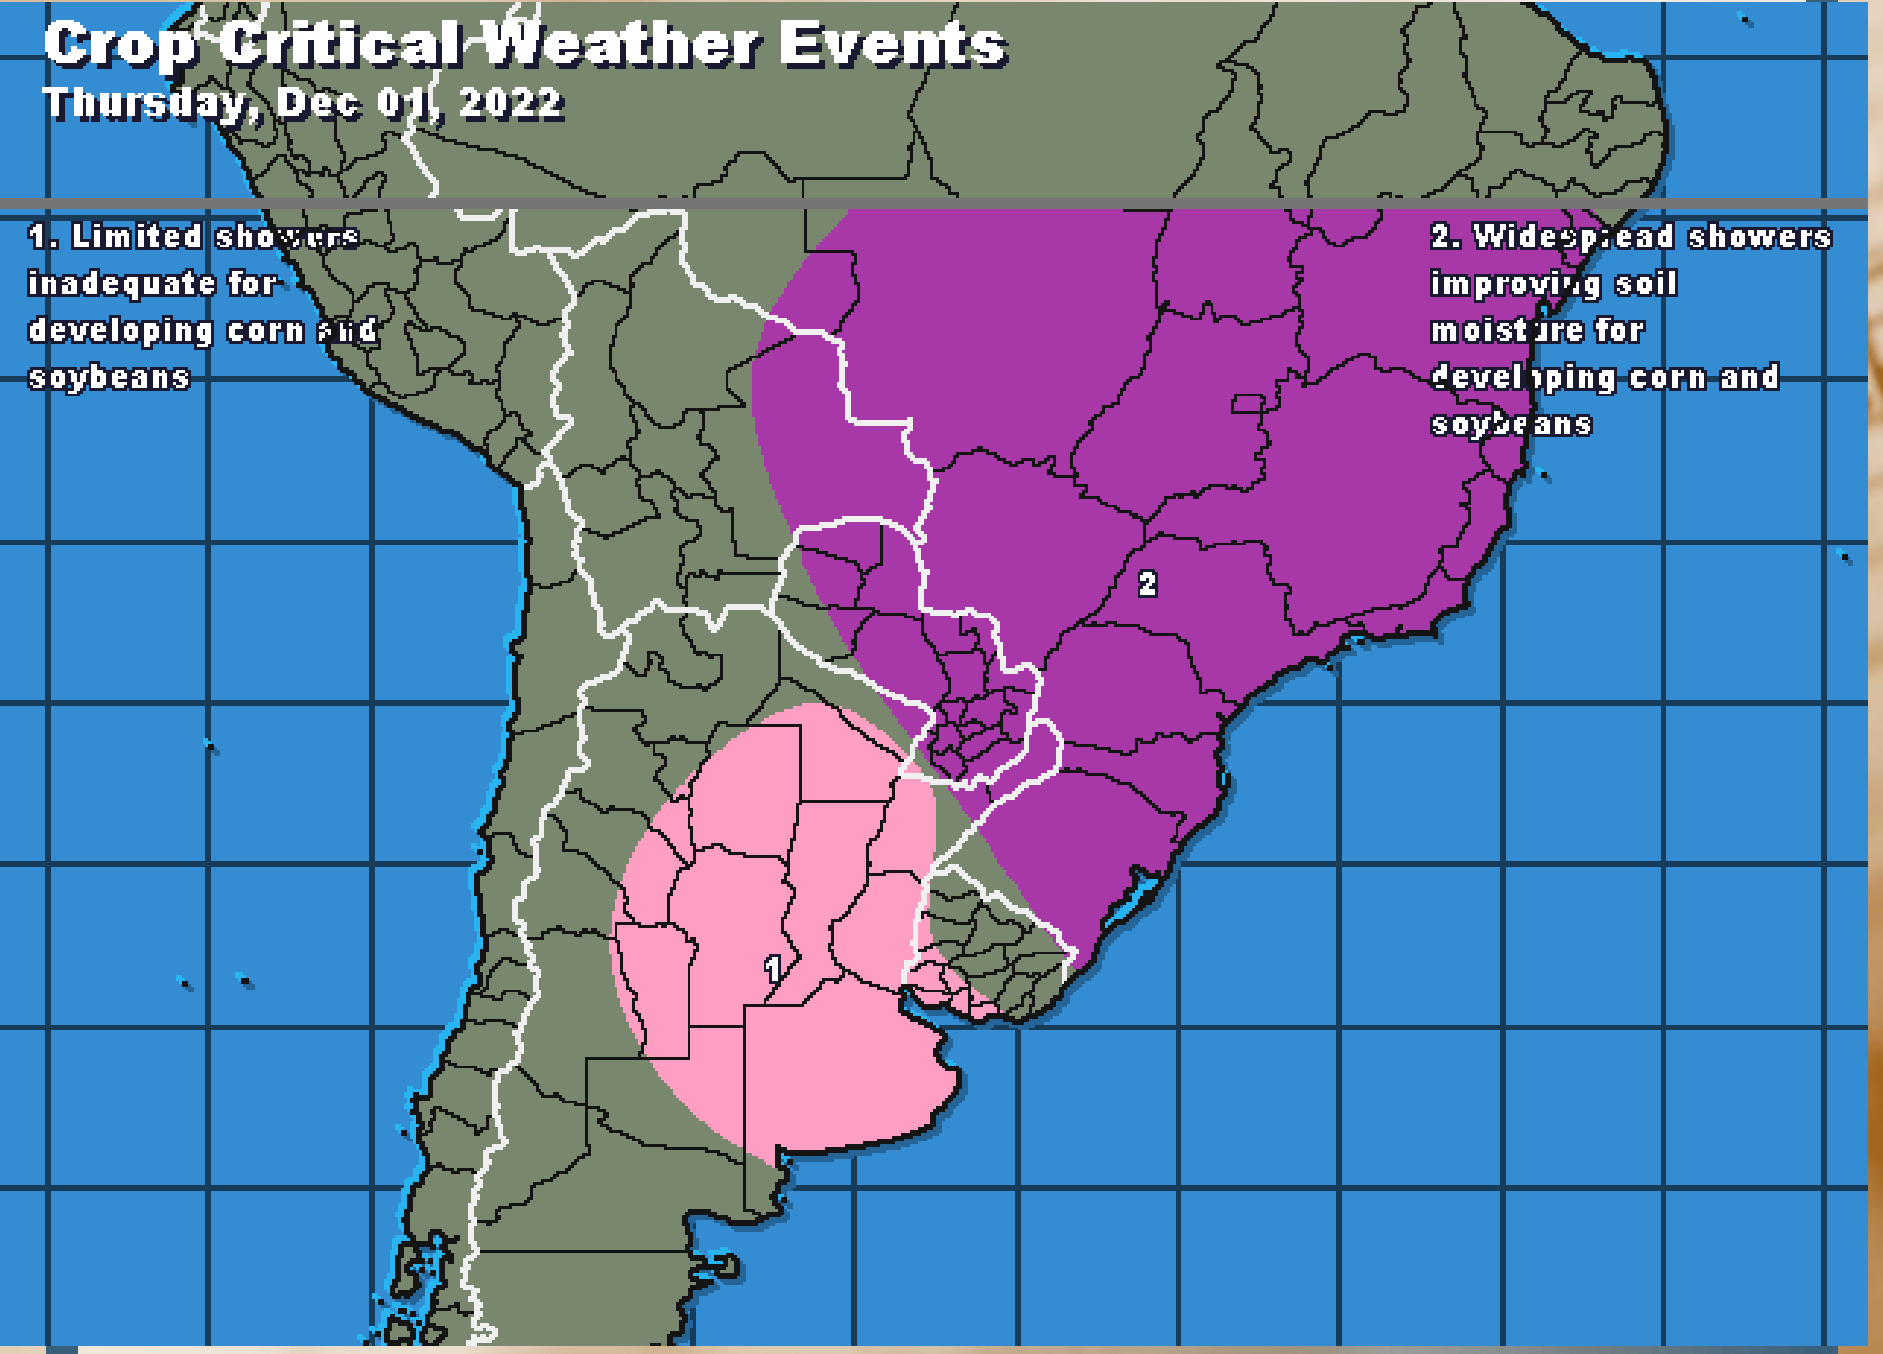 Crop Critical Weather Events
Thursday, Dec 01, 2022
1. Limited showers
inadequate for
developing corn and
soybeans
2. Widespread showers
improving soil
moisture for
developing corn and
soybeans
2
1